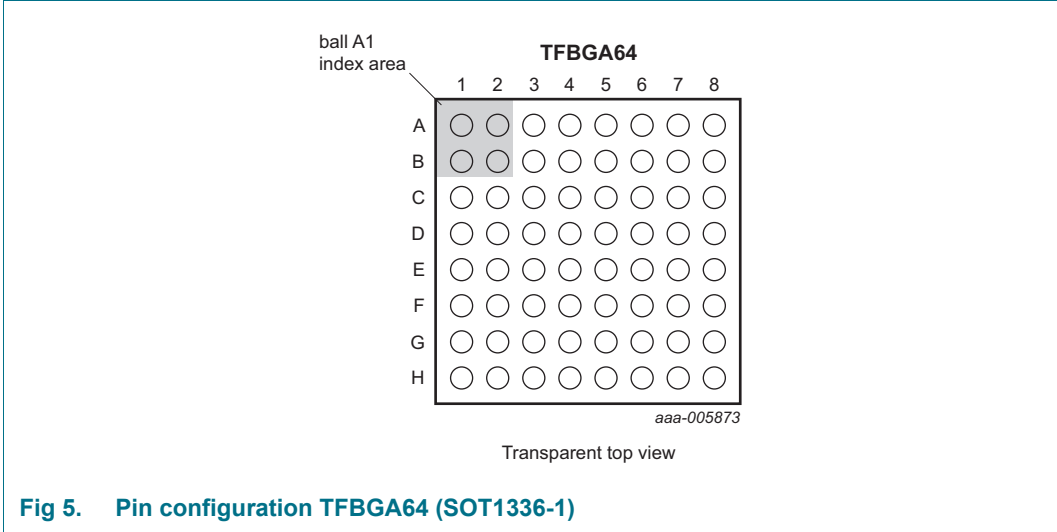 ball A1
index area
TFBGA64
1 2 3 4 5 6 7 8
A
B
C
D
E
F
G
H
aaa-005873
Transparent top view
Fig 5. Pin configuration TFBGA64 (SOT1336-1)